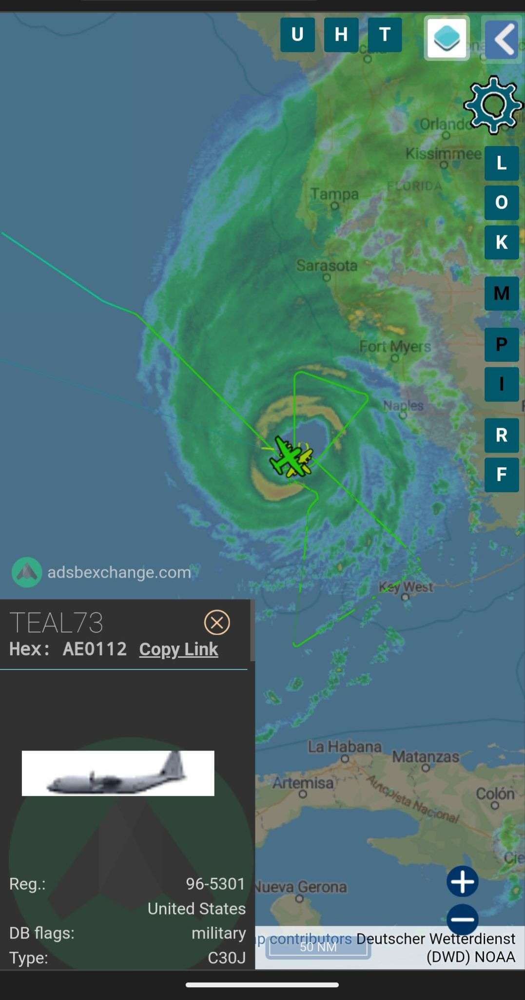 U H T
Orlando
Kissimmee
L
FLORIDA
Tampa
O
K
Sarasota
M
Fort Myers
P
I
Naples
R
F
adsbexchange.com
Key West
TEAL73
Hex: AE0112 Copy Link
La Habana
Matanzas
Artemisa
Autopista Nacional
Colón
Reg.: 96-5301
Nueva Gerona
United States
DB flags: military
contributors Deutscher Wetterdienst
50 NM
(DWD) NOAA
Type: C30J